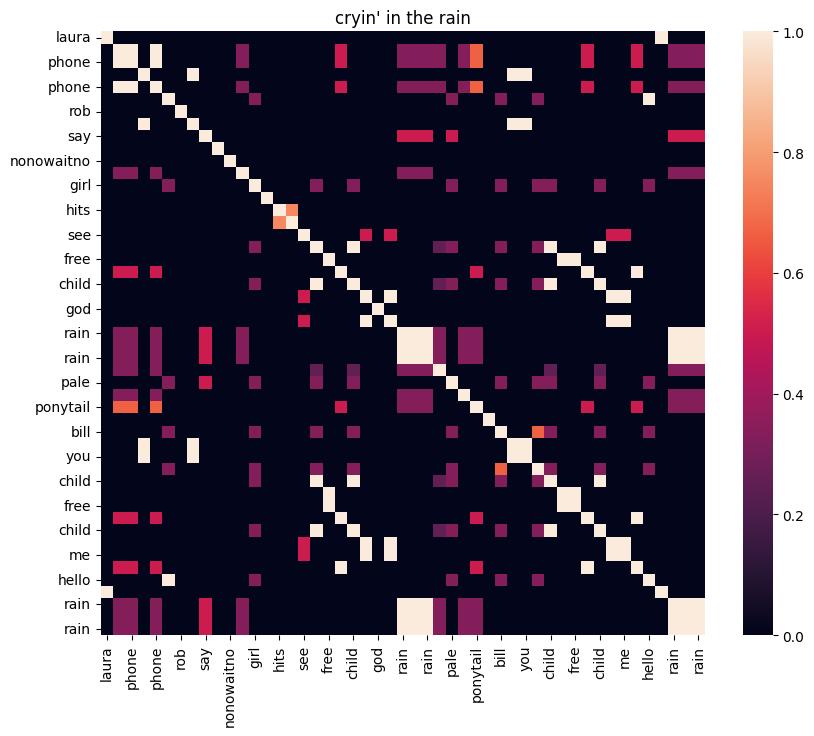 cryin' in the rain
laura
phone
phone
rob
say
nonowaitno
girl
hits
see
free
child
god
rain
rain
pale
ponytail
bill
you
child
free
child
me
hello
rain
rain
1.0
0.8
0.6
0.4
0.2
0.0
laura
phone
phone
rob
say
nonowaitno
girl
hits
see
free
child
god
rain
rain
pale
ponytail
bill
you
child
free
child
me
hello
rain
rain